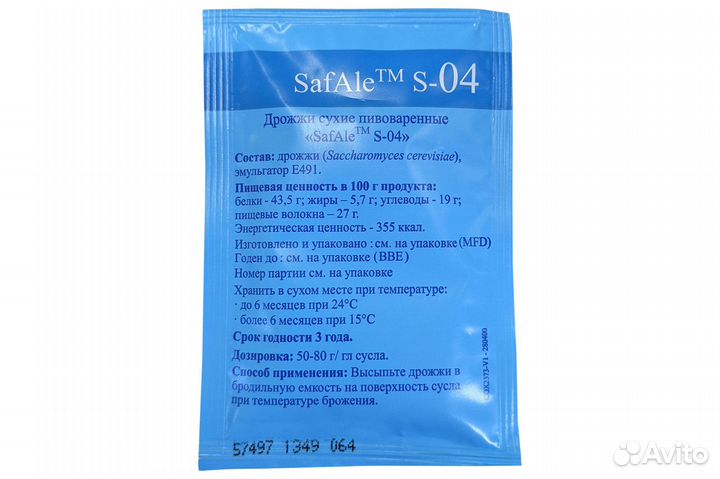 SafAle™ S-04
Дрожжи сухие пивоваренные
«SafAle™ S-04»
Состав: дрожжи (Saccharomyces cerevisiae),
эмульгатор Е491.
Пищевая ценность в 100 г продукта:
белки - 43,5 г; жиры – 5,7 г; углеводы - 19 г;
пищевые волокна – 27 г.
Энергетическая ценность - 355 ккал.
Изготовлено и упаковано : см. на упаковке (MFD)
Годен до : см. на упаковке (BBE)
Номер партии см. на упаковке
Хранить в сухом месте при температуре:
· до 6 месяцев при 24°C
· более 6 месяцев при 15°C
Срок годности 3 года.
Дозировка: 50-80 г/ гл сусла.
Способ применения: Высыпьте дрожжи в
бродильную емкость на поверхность сусла
при температуре брожения.
57497 1349 064
Avito